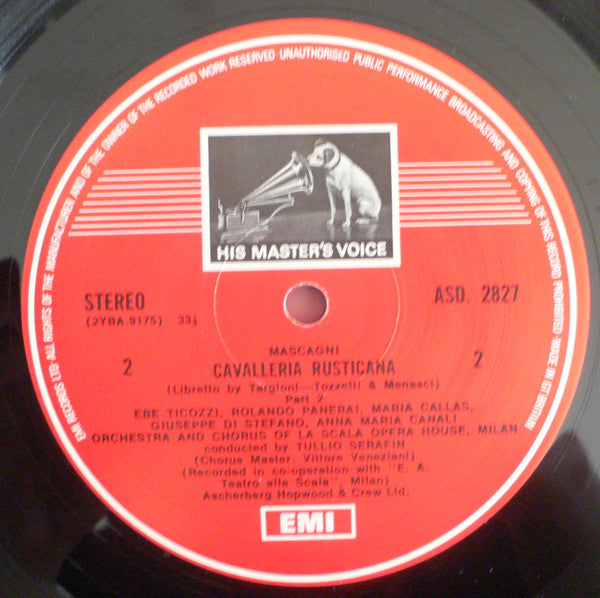 EMI RECORDS LTD·ALL RIGHTS OF THE MANUFACTURER AND OF THE OWNER OF THE RECORDED WORK RESERVED·UNAUTHORISED PUBLIC PERFORMANCE BROADCASTING AND COPYING OF THIS RECORD PROHIBITED·MADE IN GT BRITAIN
HIS MASTER'S VOICE
STEREO
ASD. 2827
(2YBA.9175) 33⅓
2
2
MASCAGNI
CAVALLERIA RUSTICANA
(Libretto by Targioni-Tozzetti & Menasci)
Part 2
EBE TICOZZI, ROLANDO PANERAI, MARIA CALLAS,
GIUSEPPE DI STEFANO, ANNA MARIA CANALI
ORCHESTRA AND CHORUS OF LA SCALA OPERA HOUSE, MILAN
conducted by TULLIO SERAFIN
(Chorus Master: Vittore Veneziani)
(Recorded in co-operation with "E. A.
Teatro alla Scala", Milan)
Ascherberg Hopwood & Crew Ltd.
EMI